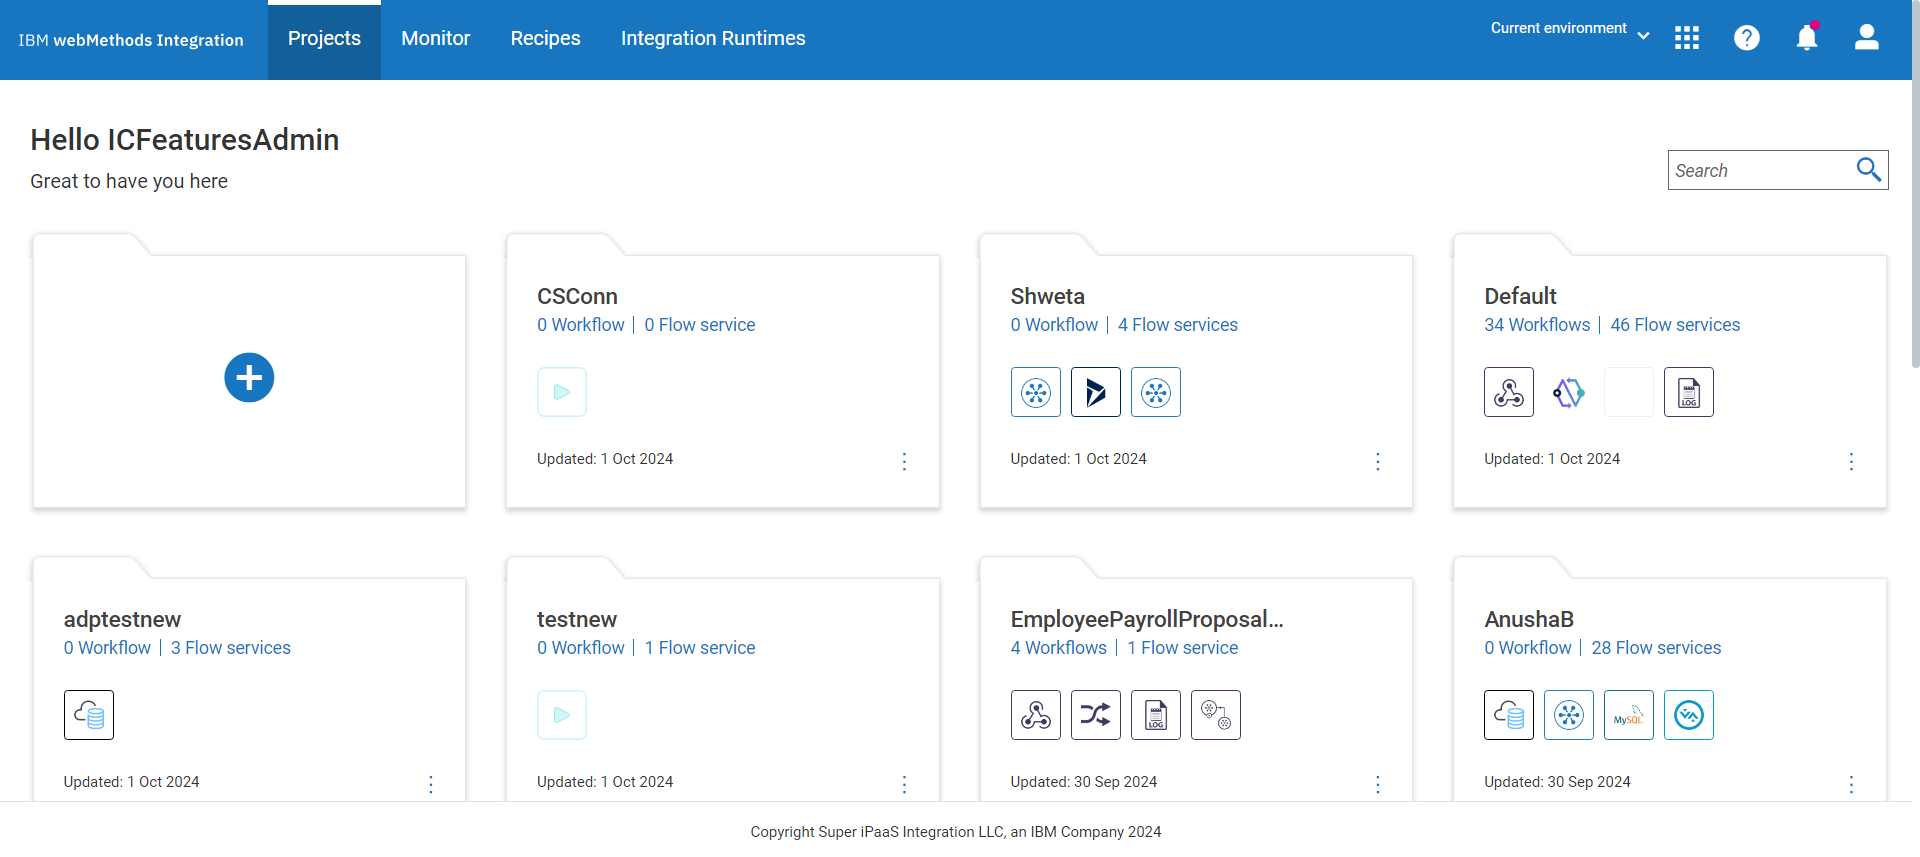 IBM webMethods Integration
Projects
Monitor
Recipes
Integration Runtimes
Current environment
?
Hello ICFeaturesAdmin
Great to have you here
Search
CSConn
0 Workflow | 0 Flow service
Updated: 1 Oct 2024
Shweta
0 Workflow | 4 Flow services
Updated: 1 Oct 2024
Default
34 Workflows | 46 Flow services
LOG
Updated: 1 Oct 2024
adptestnew
0 Workflow | 3 Flow services
Updated: 1 Oct 2024
testnew
0 Workflow | 1 Flow service
Updated: 1 Oct 2024
EmployeePayrollProposal...
4 Workflows | 1 Flow service
LOG
Updated: 30 Sep 2024
AnushaB
0 Workflow | 28 Flow services
MySQL
Updated: 30 Sep 2024
Copyright Super iPaaS Integration LLC, an IBM Company 2024